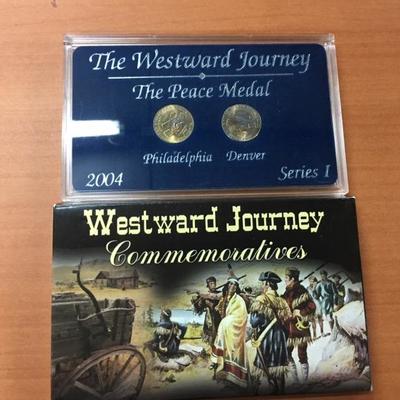 The Westward Journey
The Peace Medal
Philadelphia Denver
2004 Series I
Westward Journey
Commemoratives